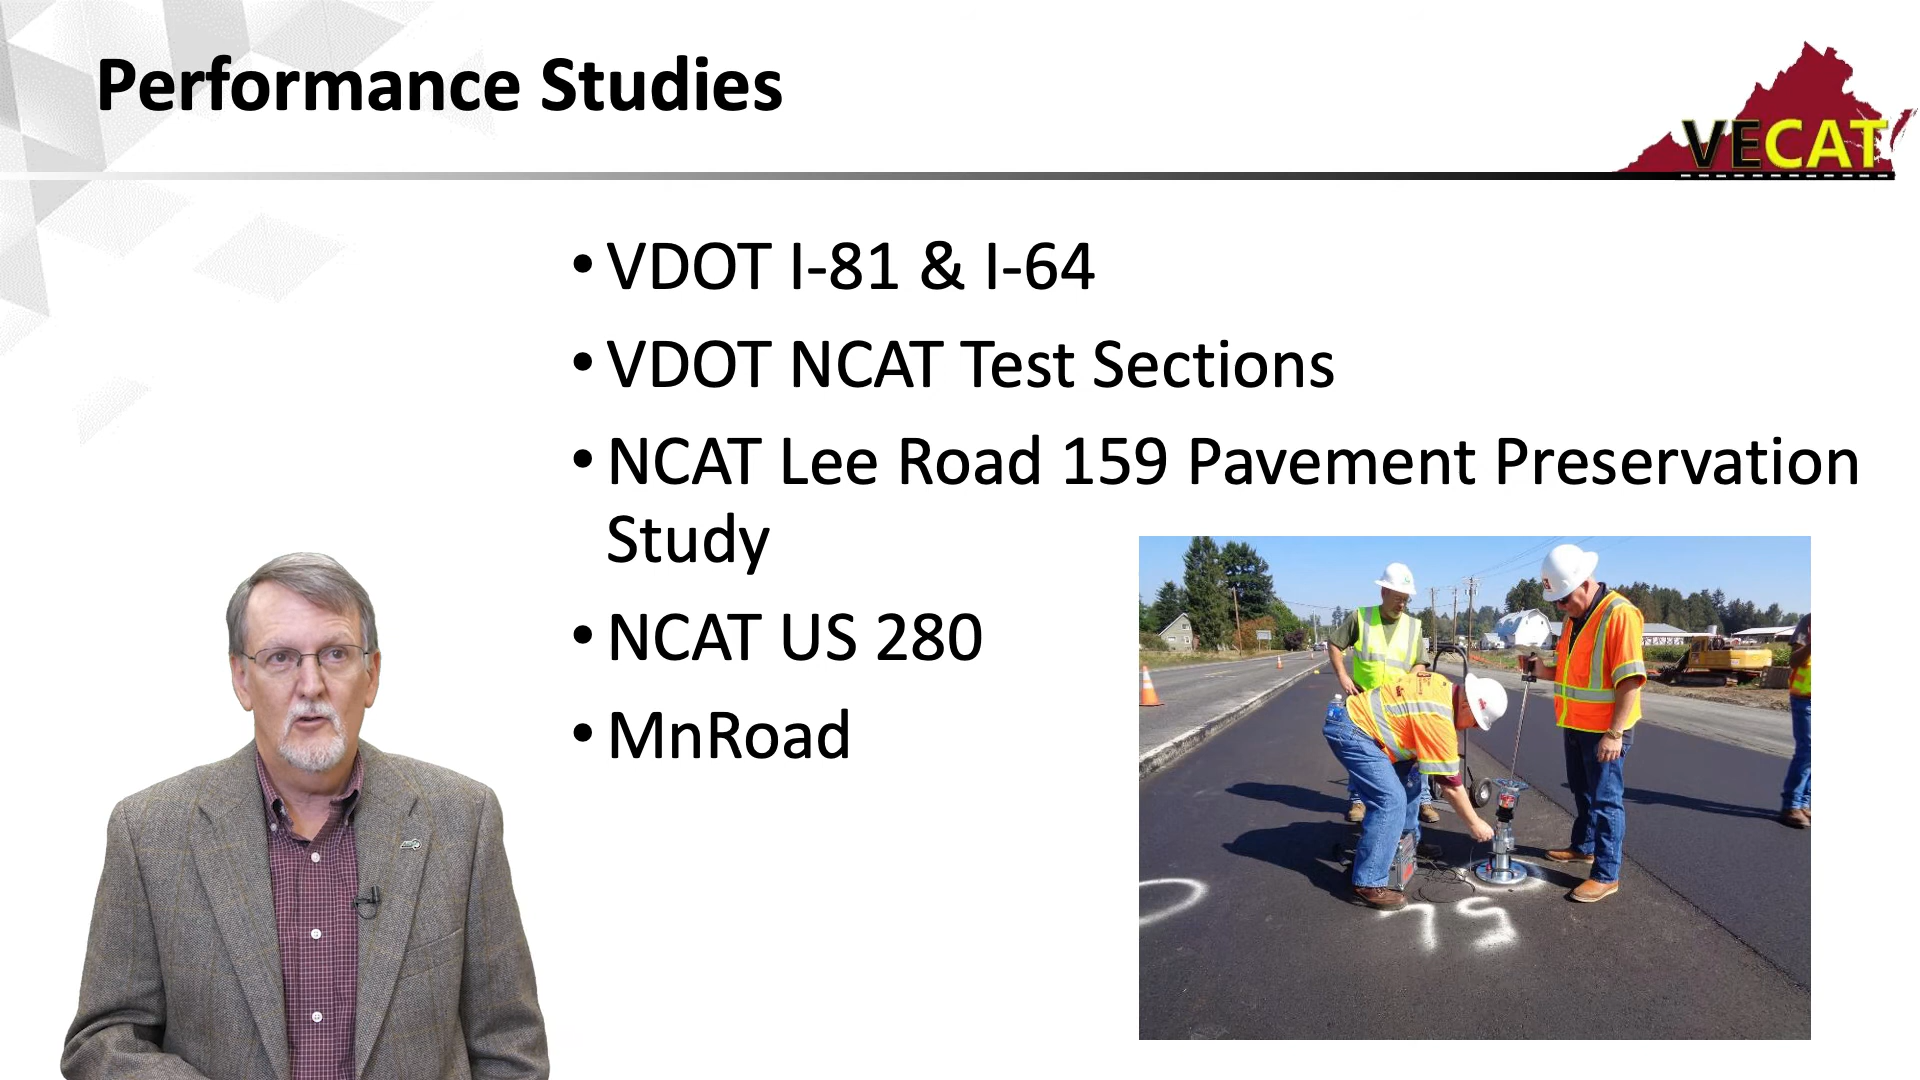 Performance Studies
VECAT
• VDOT I-81 & I-64
• VDOT NCAT Test Sections
• NCAT Lee Road 159 Pavement Preservation
Study
• NCAT US 280
• MnRoad